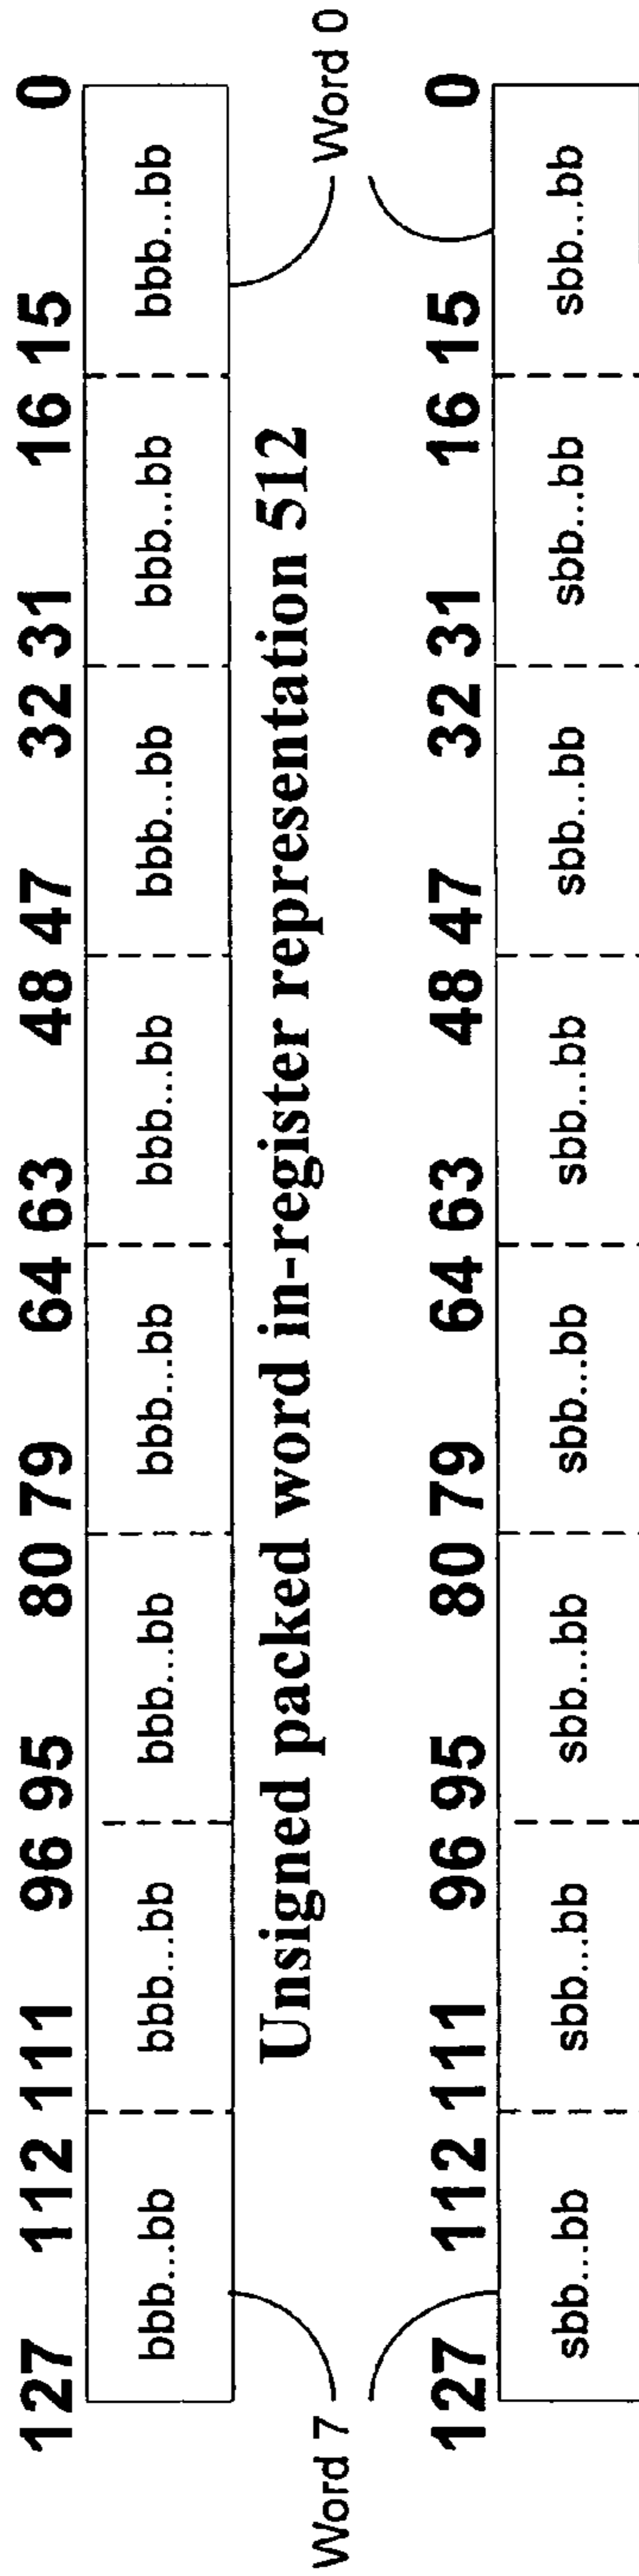 127 112 111 96 95 80 79 64 63 48 47 32 31 16 15 0
bbb...bb bbb...bb bbb...bb bbb...bb bbb...bb bbb...bb bbb...bb bbb...bb
Unsigned packed word in-register representation 512
Word 7 Word 0
127 112 111 96 95 80 79 64 63 48 47 32 31 16 15 0
sbb...bb sbb...bb sbb...bb sbb...bb sbb...bb sbb...bb sbb...bb sbb...bb